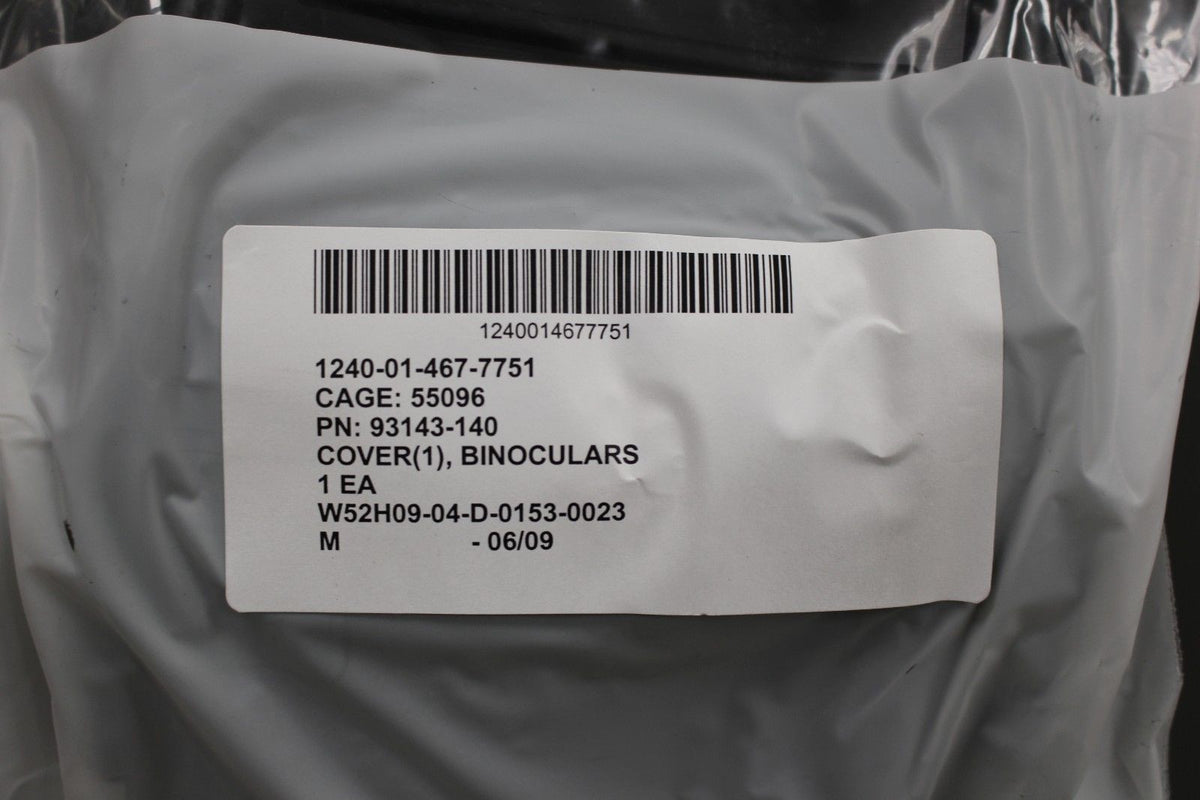 1240014677751
1240-01-467-7751
CAGE: 55096
PN: 93143-140
COVER(1), BINOCULARS
1 EA
W52H09-04-D-0153-0023
M - 06/09